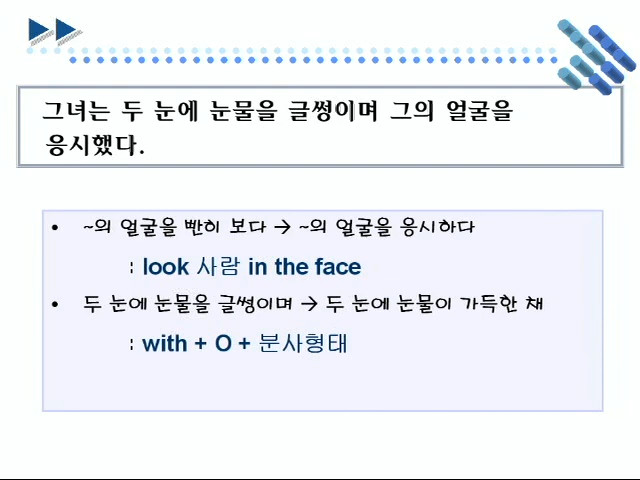 그녀는 두 눈에 눈물을 글썽이며 그의 얼굴을
응시했다.
• ~의 얼굴을 빤히 보다 → ~의 얼굴을 응시하다
: look 사람 in the face
• 두 눈에 눈물을 글썽이며 → 두 눈에 눈물이 가득한 채
: with + O + 분사형태